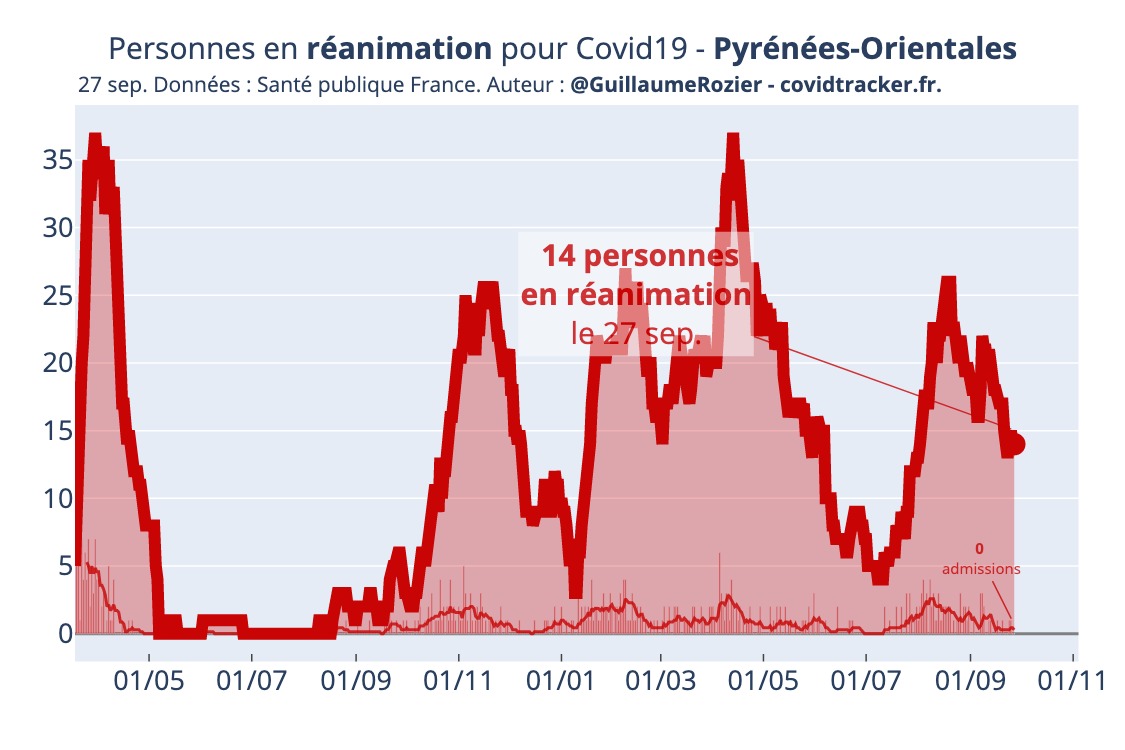 Personnes en réanimation pour Covid19 - Pyrénées-Orientales
27 sep. Données : Santé publique France. Auteur : @GuillaumeRozier - covidtracker.fr.
35
30
25
20
15
10
5
0
14 personnes
en réanimation
le 27 sep.
0
admissions
01/05 01/07 01/09 01/11 01/01 01/03 01/05 01/07 01/09 01/11